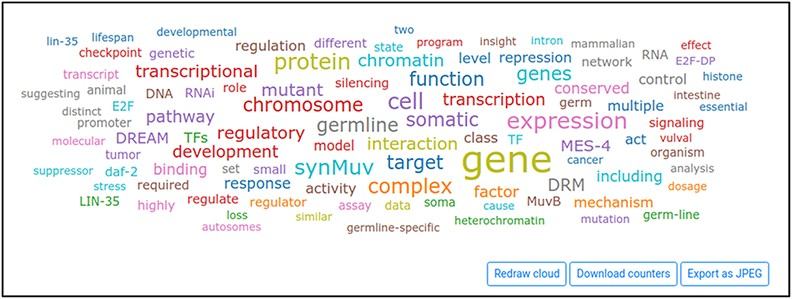 two
developmental
lifespan
lin-35
regulation different state program insight intron mammalian effect
checkpoint genetic
protein chromatin level repression network RNA E2F-DP
transcript transcriptional function genes control histone
suggesting animal DNA RNAi role mutant silencing conserved intestine
distinct E2F chromosome cell transcription germ multiple essential
promoter pathway germline somatic expression signaling
molecular DREAM TFs regulatory model interaction class TF MES-4 act vulval
tumor development synMuv target gene cancer organism
suppressor daf-2 binding set small including analysis
stress required response activity complex factor DRM dosage
LIN-35 highly regulate regulator assay data soma cause MuvB mechanism
loss similar heterochromatin mutation germ-line
autosomes germline-specific
Redraw cloud Download counters Export as JPEG